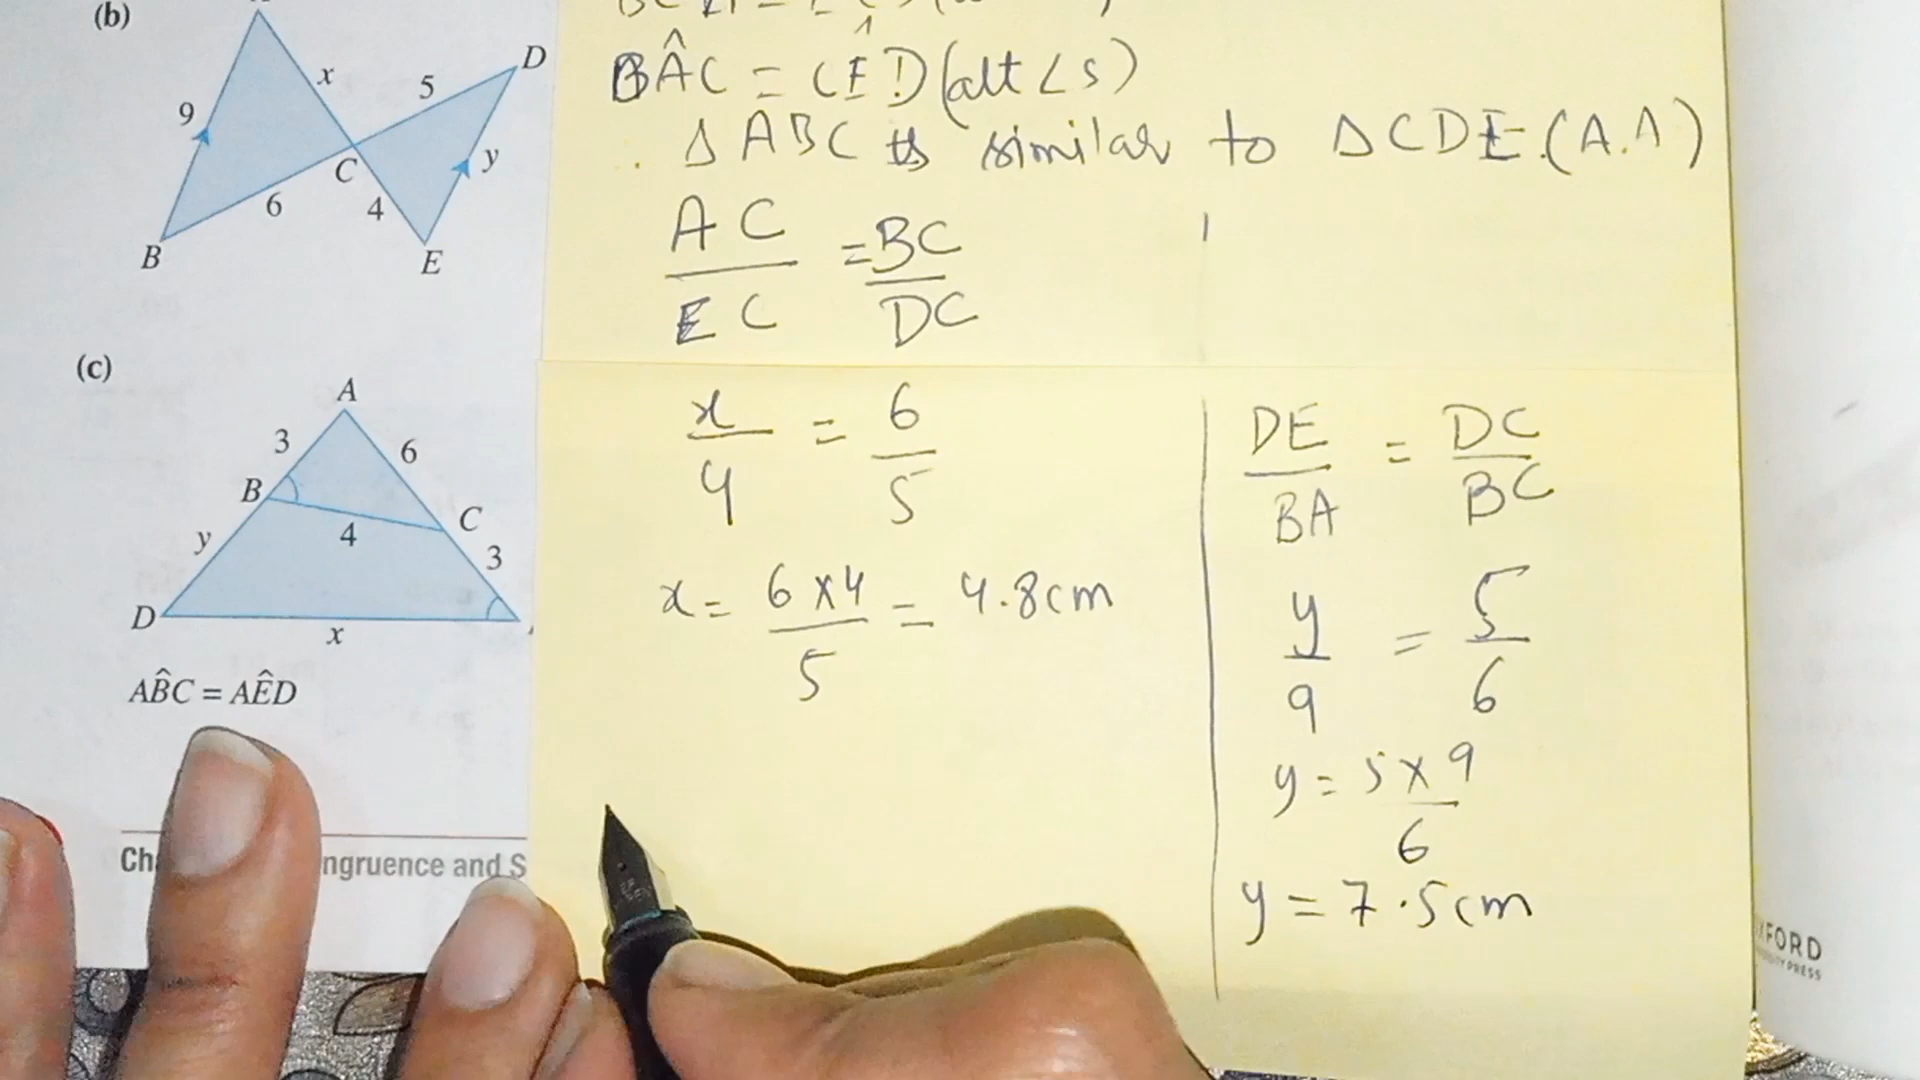 (b)
9
x
5
D
C
y
6
4
B
E
BÂC = CÊD (alt ∠s)
∴ Δ ABC is similar to Δ CDE. (A.A)
AC/EC = BC/DC
x/4 = 6/5
x = 6 × 4/5 = 4.8cm
DE/BA = DC/BC
y/9 = 5/6
y = 5 × 9/6
y = 7.5cm
(c)
A
3
6
B
C
4
y
3
D
x
AB̂C = AÊD
ngruence and S